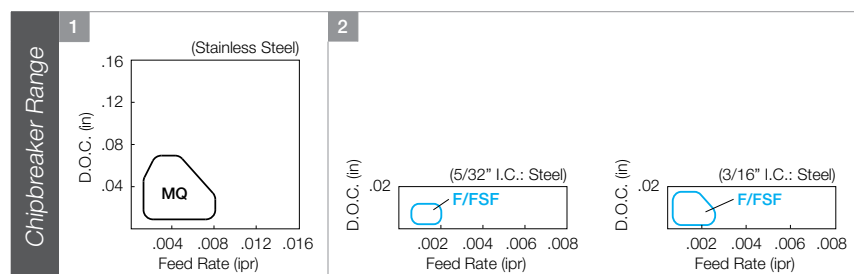 Chipbreaker Range
1
(Stainless Steel)
.16
.12
.08
.04
D.O.C. (in)
MQ
.004 .008 .012 .016
Feed Rate (ipr)
2
(5/32" I.C.: Steel)
.02
D.O.C. (in)
F/FSF
.002 .004 .006 .008
Feed Rate (ipr)
(3/16" I.C.: Steel)
.02
D.O.C. (in)
F/FSF
.002 .004 .006 .008
Feed Rate (ipr)